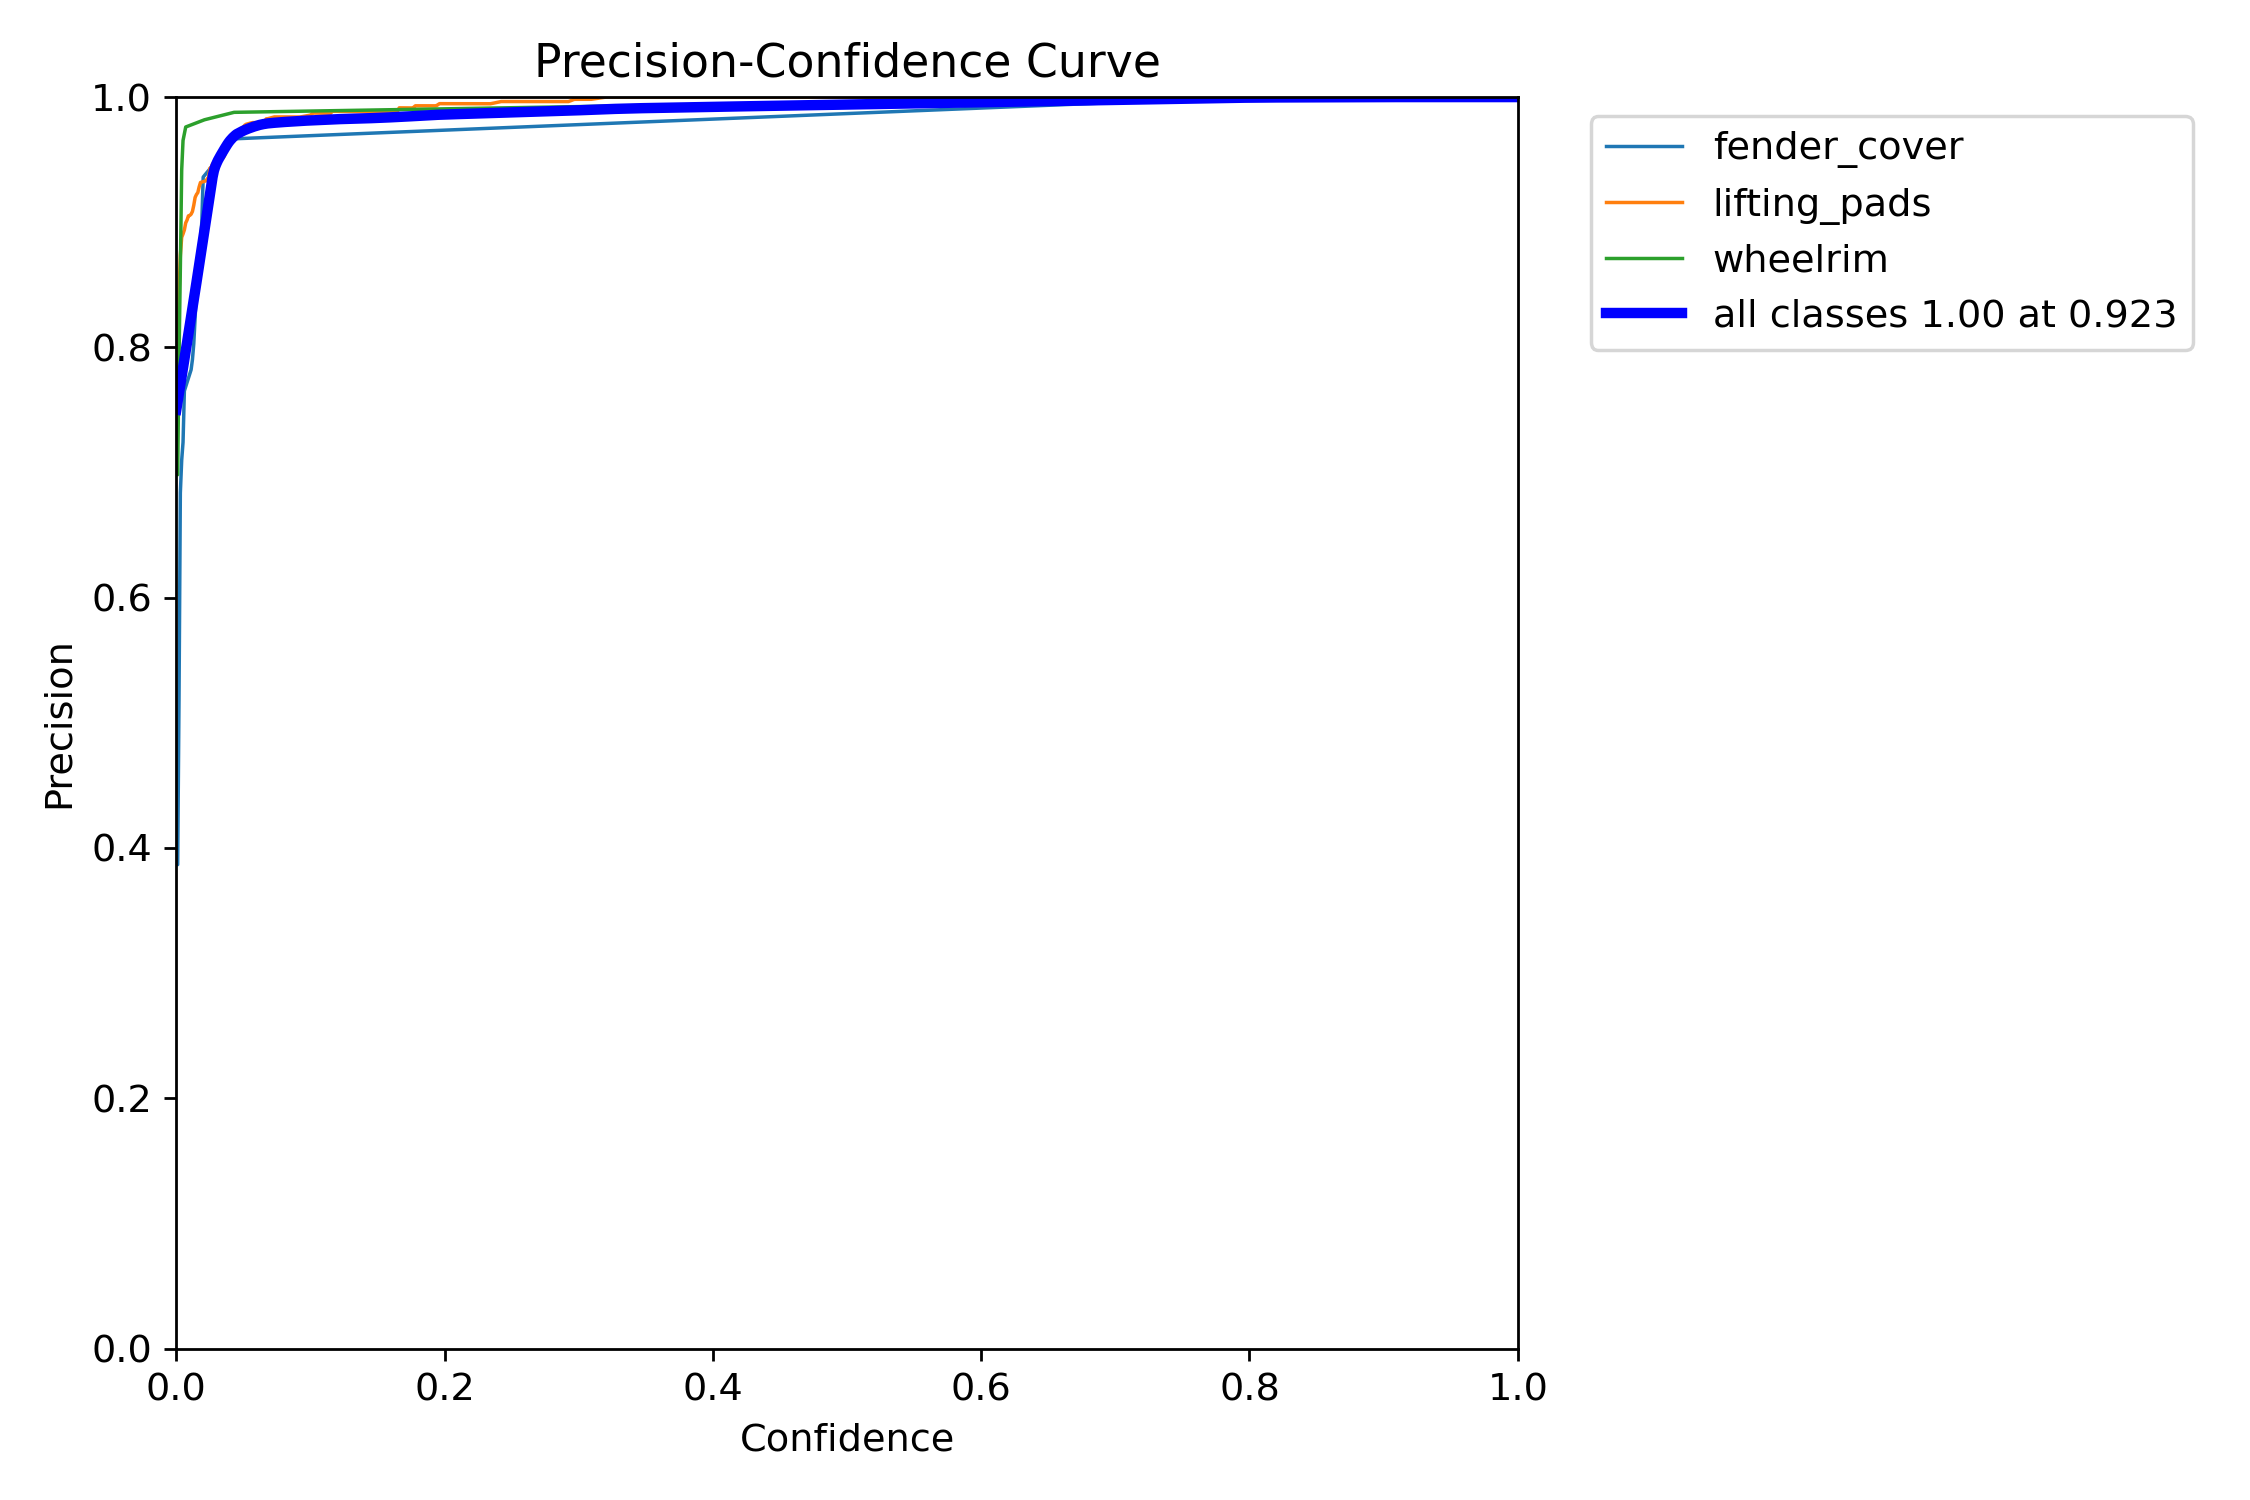 Precision-Confidence Curve
1.0
0.8
0.6
0.4
0.2
0.0
Precision
0.0 0.2 0.4 0.6 0.8 1.0
Confidence
fender_cover
lifting_pads
wheelrim
all classes 1.00 at 0.923